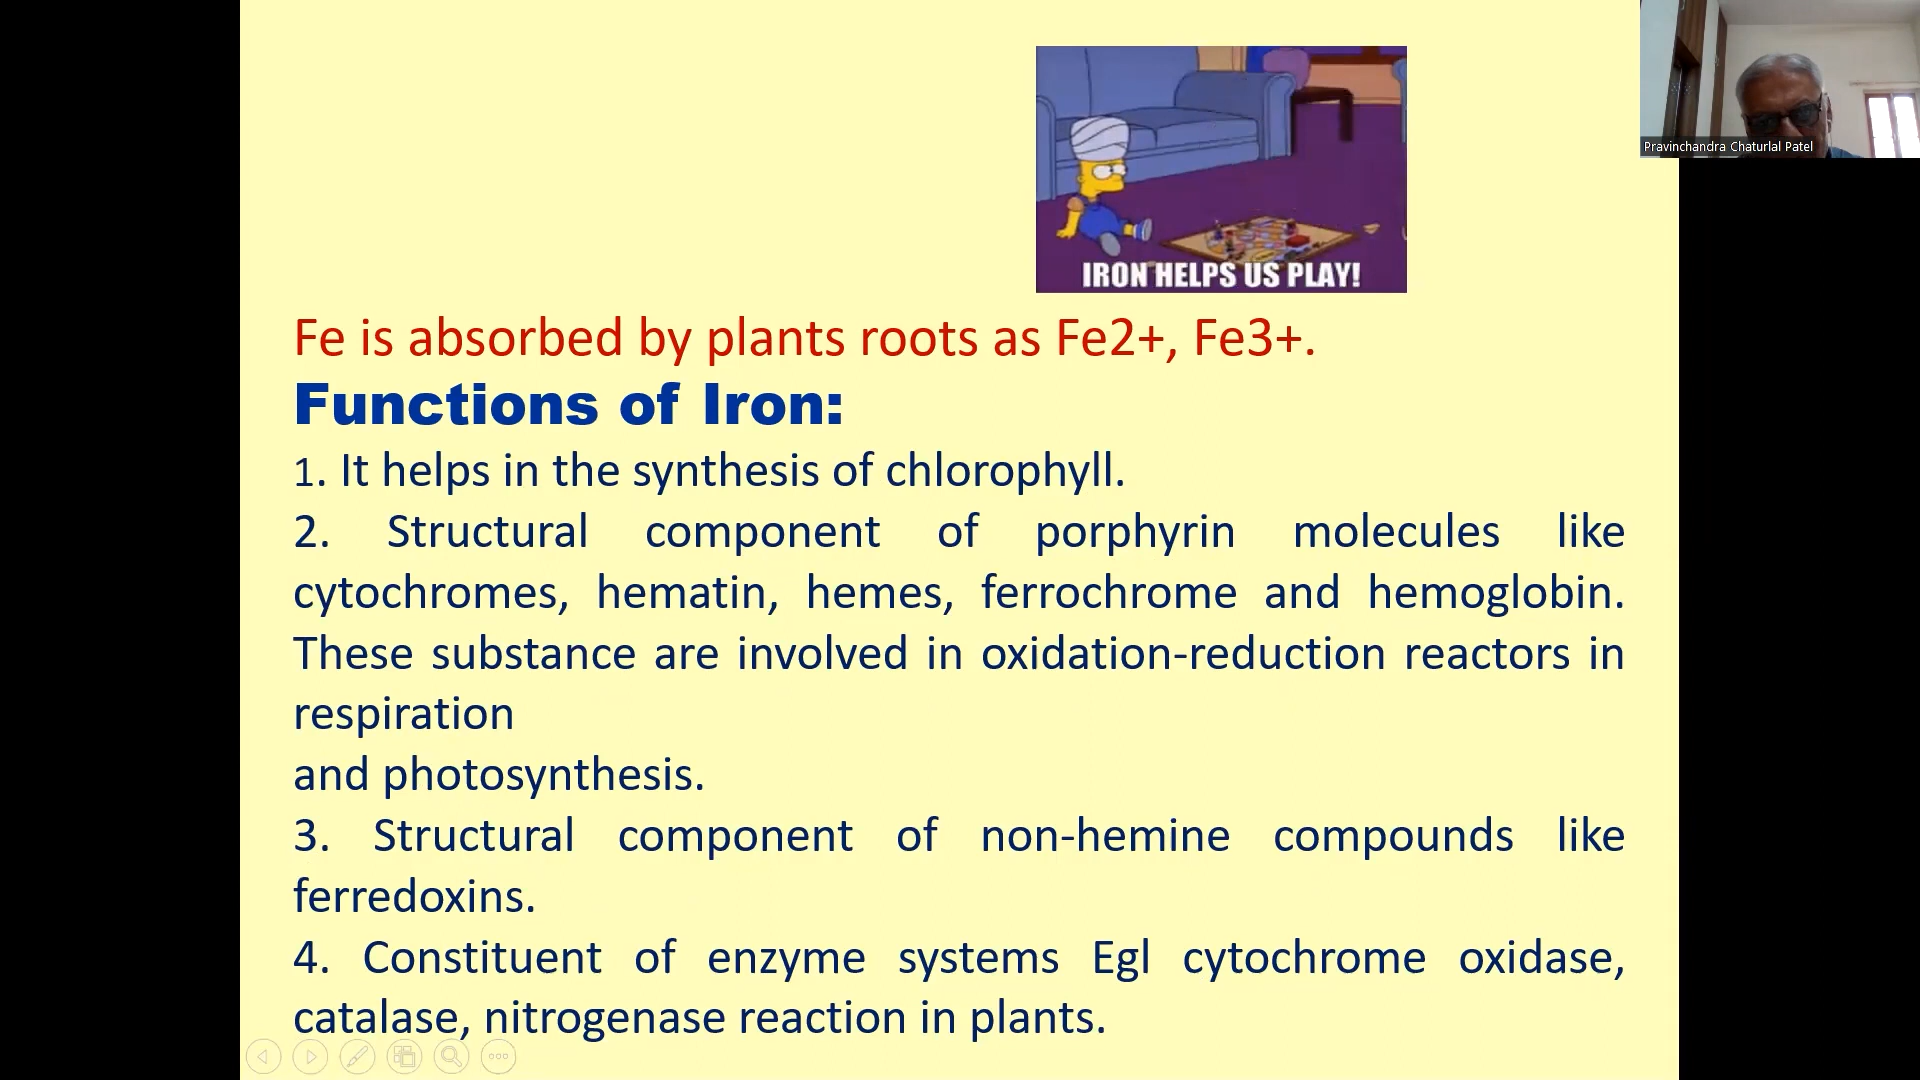 Pravinchandra Chaturlal Patel
IRON HELPS US PLAY!
Fe is absorbed by plants roots as Fe2+, Fe3+.
Functions of Iron:
1. It helps in the synthesis of chlorophyll.
2. Structural component of porphyrin molecules like
cytochromes, hematin, hemes, ferrochrome and hemoglobin.
These substance are involved in oxidation-reduction reactors in
respiration
and photosynthesis.
3. Structural component of non-hemine compounds like
ferredoxins.
4. Constituent of enzyme systems Egl cytochrome oxidase,
catalase, nitrogenase reaction in plants.